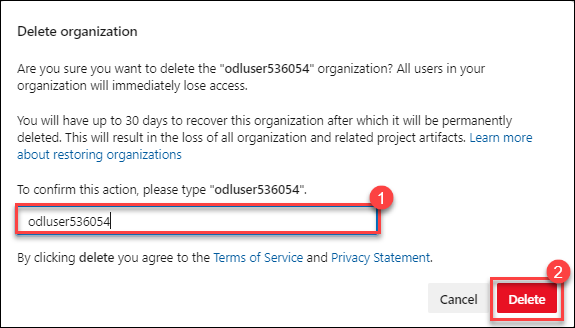 Delete organization
Are you sure you want to delete the "odluser536054" organization? All users in your
organization will immediately lose access.
You will have up to 30 days to recover this organization after which it will be permanently
deleted. This will result in the loss of all organization and related project artifacts. Learn more
about restoring organizations
To confirm this action, please type "odluser536054".
1
odluser536054
By clicking delete you agree to the Terms of Service and Privacy Statement.
2
Cancel Delete